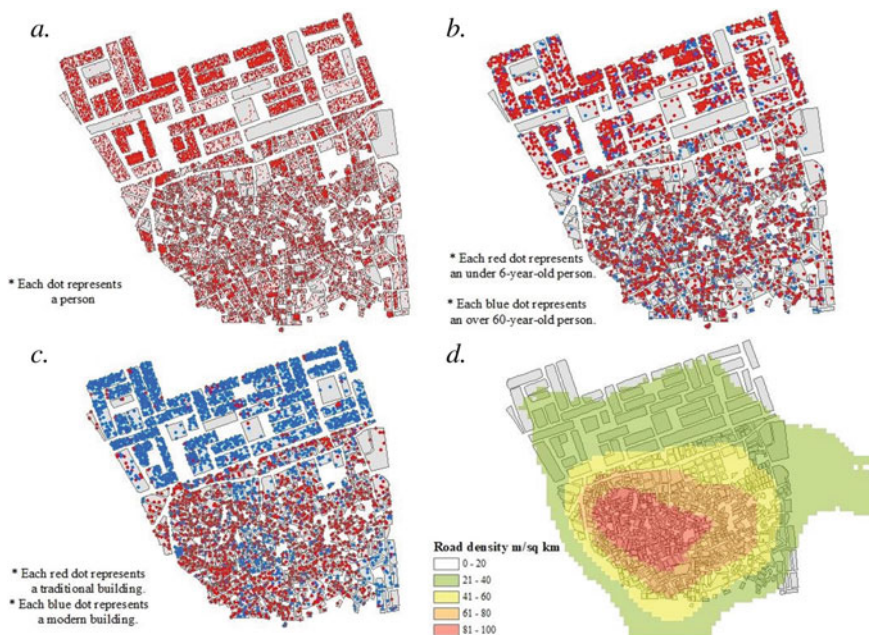 a.
* Each dot represents
a person
b.
* Each red dot represents
an under 6-year-old person.
* Each blue dot represents
an over 60-year-old person.
c.
* Each red dot represents
a traditional building.
* Each blue dot represents
a modern building.
d.
Road density m/sq km
0 - 20
21 - 40
41 - 60
61 - 80
81 - 100